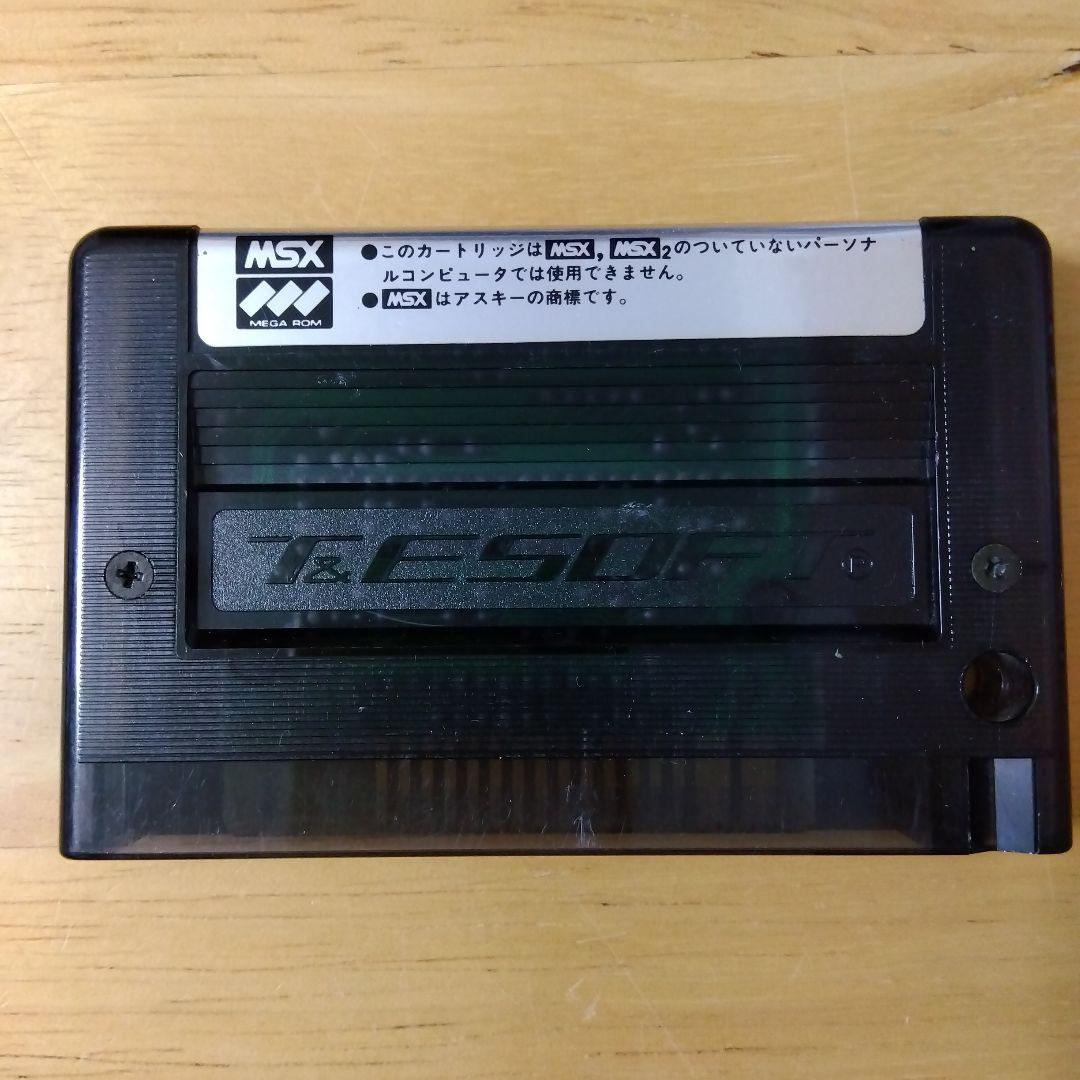 MSX
MEGA ROM
●このカートリッジはMSX, MSX2のついていないパーソナ
ルコンピュータでは使用できません。
●MSXはアスキーの商標です。
T&ESOFT®